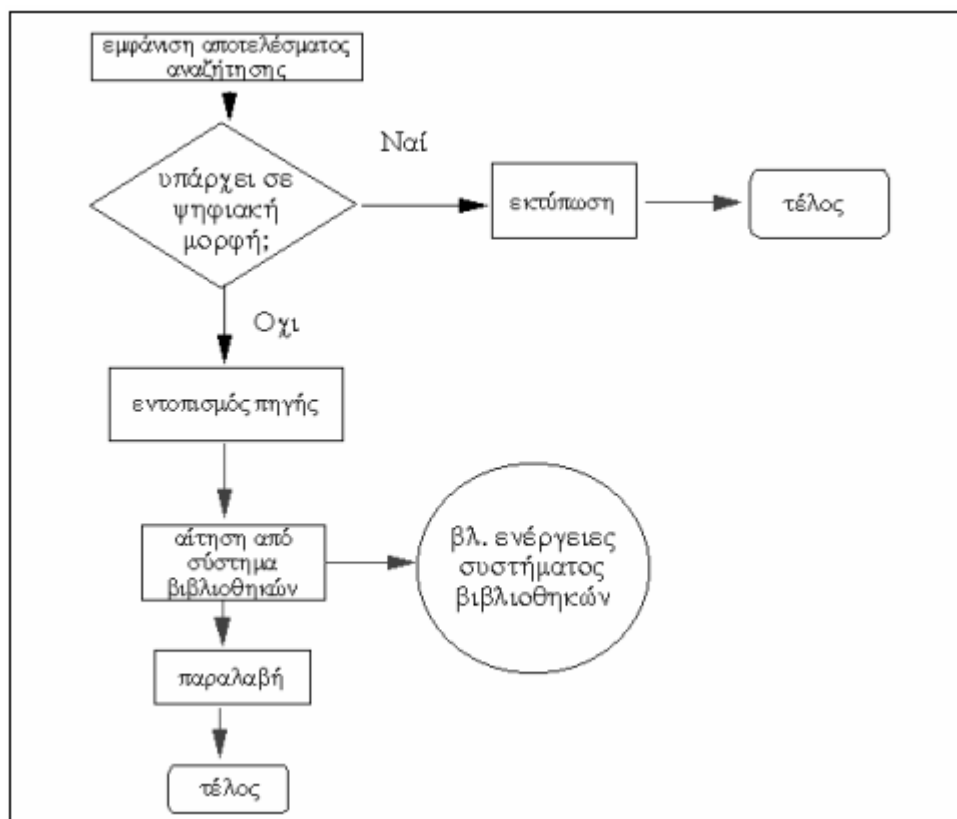 εμφάνιση αποτελέσματος
αναζήτησης
Ναί
υπάρχει σε
ψηφιακή
μορφή;
εκτύπωση
τέλος
Οχι
εντοπισμός πηγής
αίτηση από
σύστημα
βιβλιοθηκών
βλ. ενέργειες
συστήματος
βιβλιοθηκών
παραλαβή
τέλος